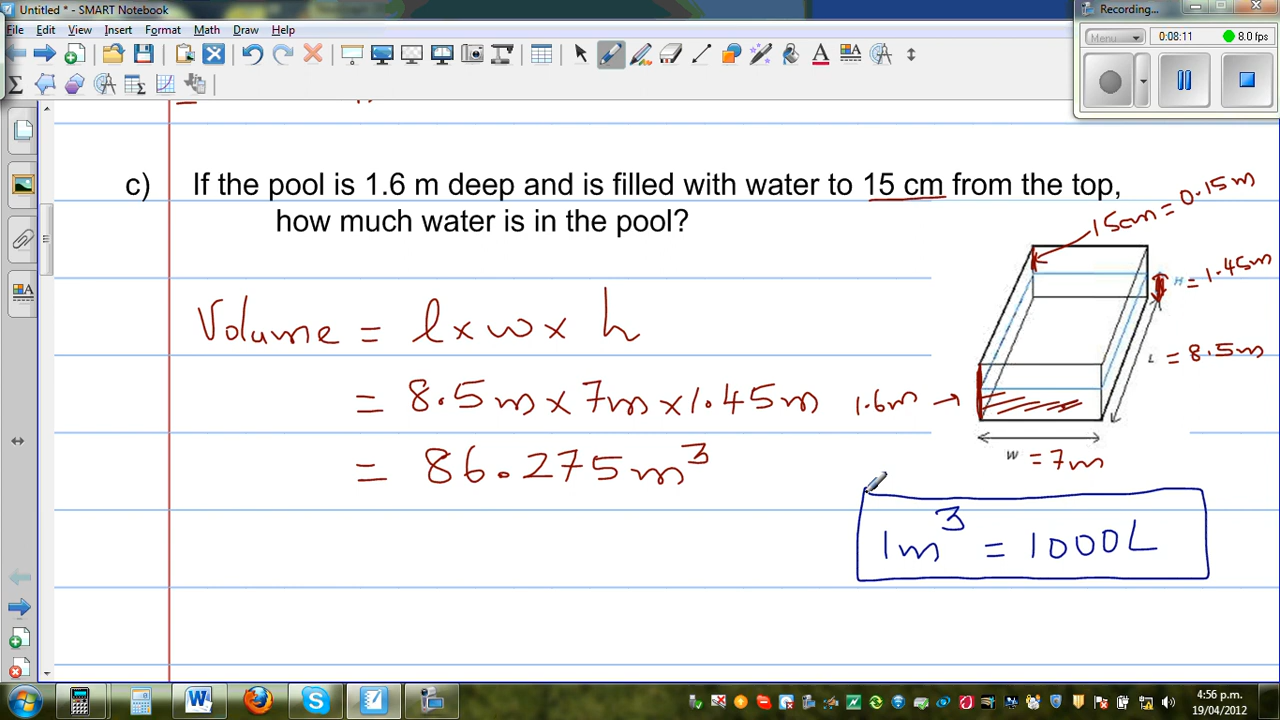 Untitled * - SMART Notebook
Recording...
File Edit View Insert Format Math Draw Help
Menu
0:08:11
8.0 fps
c) If the pool is 1.6 m deep and is filled with water to 15 cm from the top,
how much water is in the pool?
15cm = 0.15m
H = 1.45m
Volume = l x w x h
L = 8.5m
= 8.5m x 7m x 1.45m
1.6m →
= 86.275m³
W = 7m
1m³ = 1000L
4:56 p.m.
19/04/2012